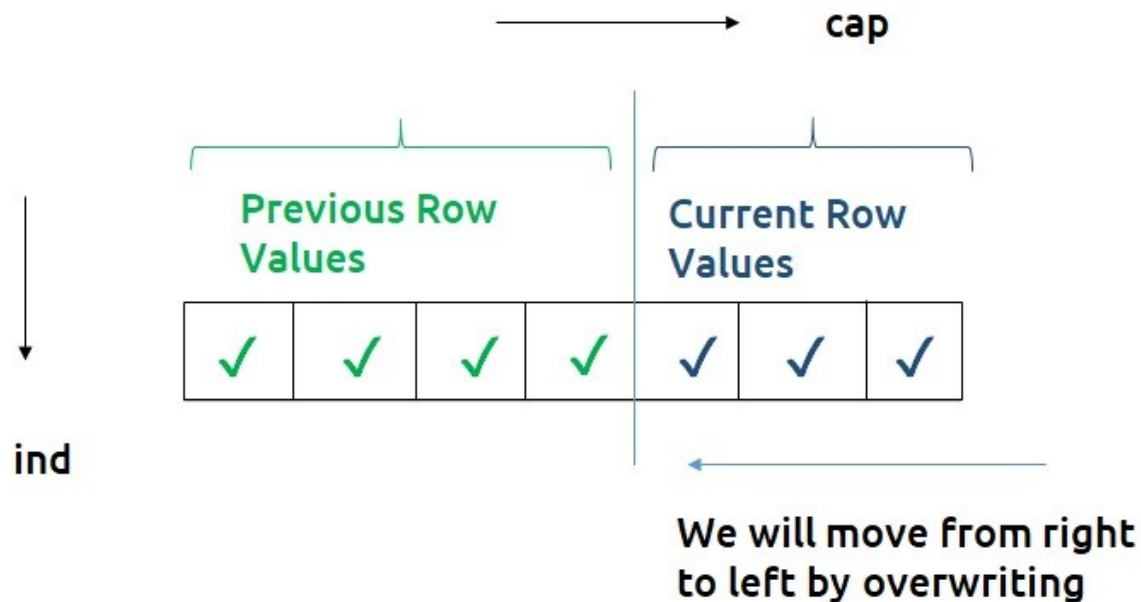 cap
Previous Row
Values
Current Row
Values
ind
We will move from right
to left by overwriting